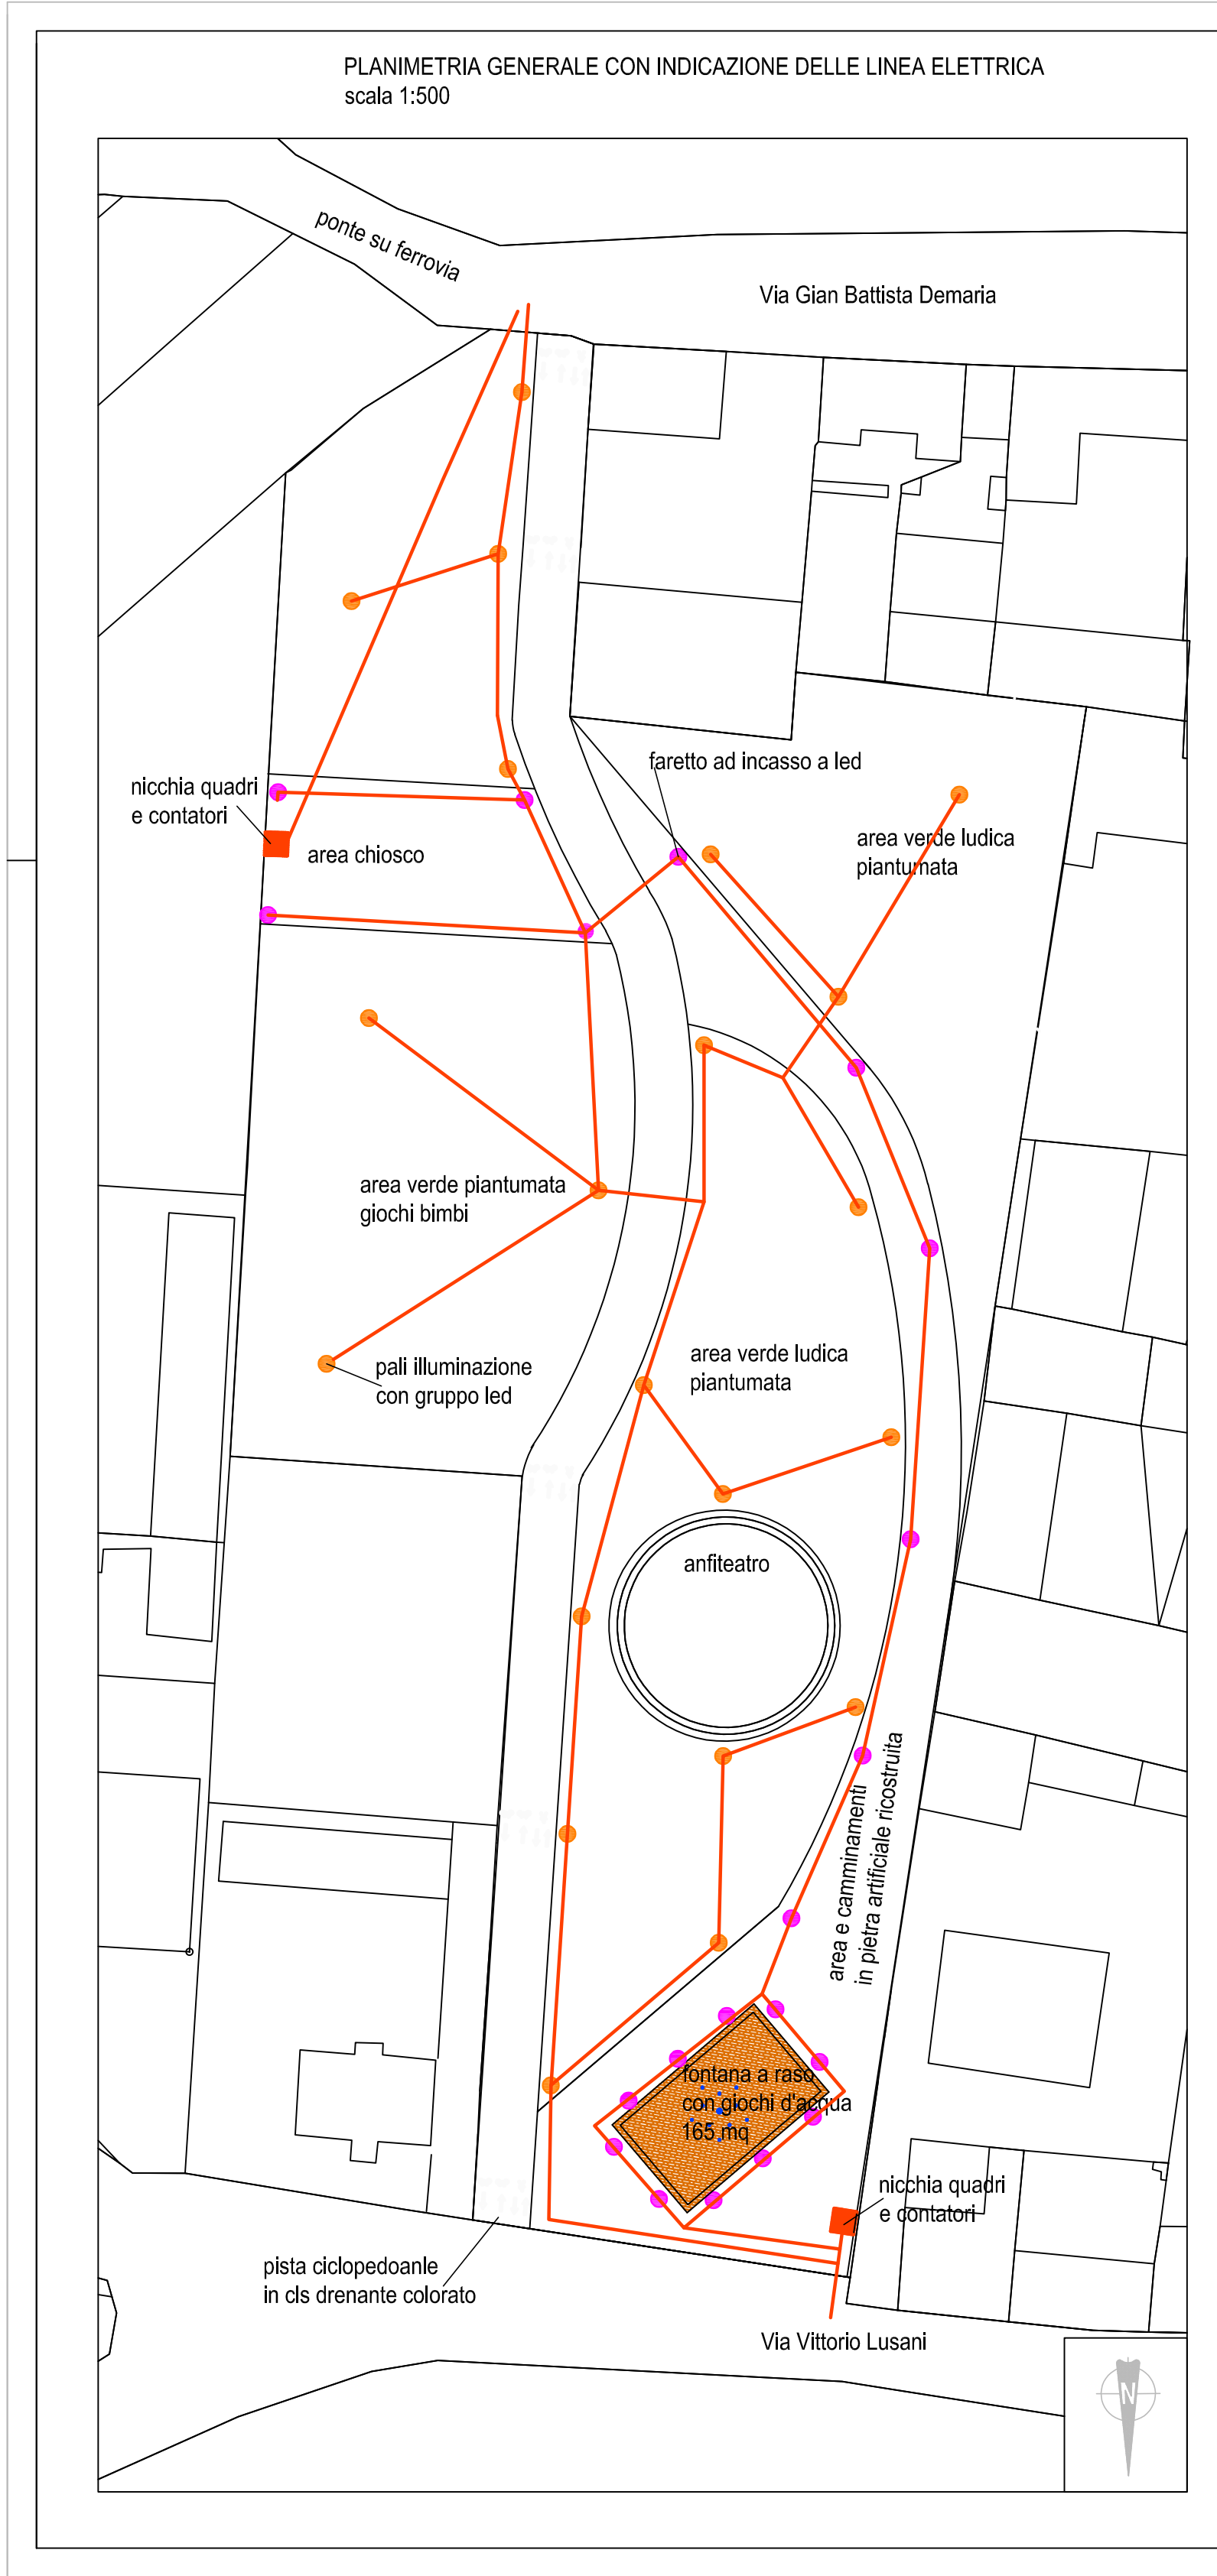 PLANIMETRIA GENERALE CON INDICAZIONE DELLE LINEA ELETTRICA
scala 1:500
ponte su ferrovia
Via Gian Battista Demaria
faretto ad incasso a led
nicchia quadri
e contatori
area chiosco
area verde ludica
piantumata
area verde piantumata
giochi bimbi
pali illuminazione
con gruppo led
area verde ludica
piantumata
anfiteatro
area e camminamenti
in pietra artificiale ricostruita
fontana a raso
con giochi d'acqua
165 mq
nicchia quadri
e contatori
pista ciclopedoanle
in cls drenante colorato
Via Vittorio Lusani
N